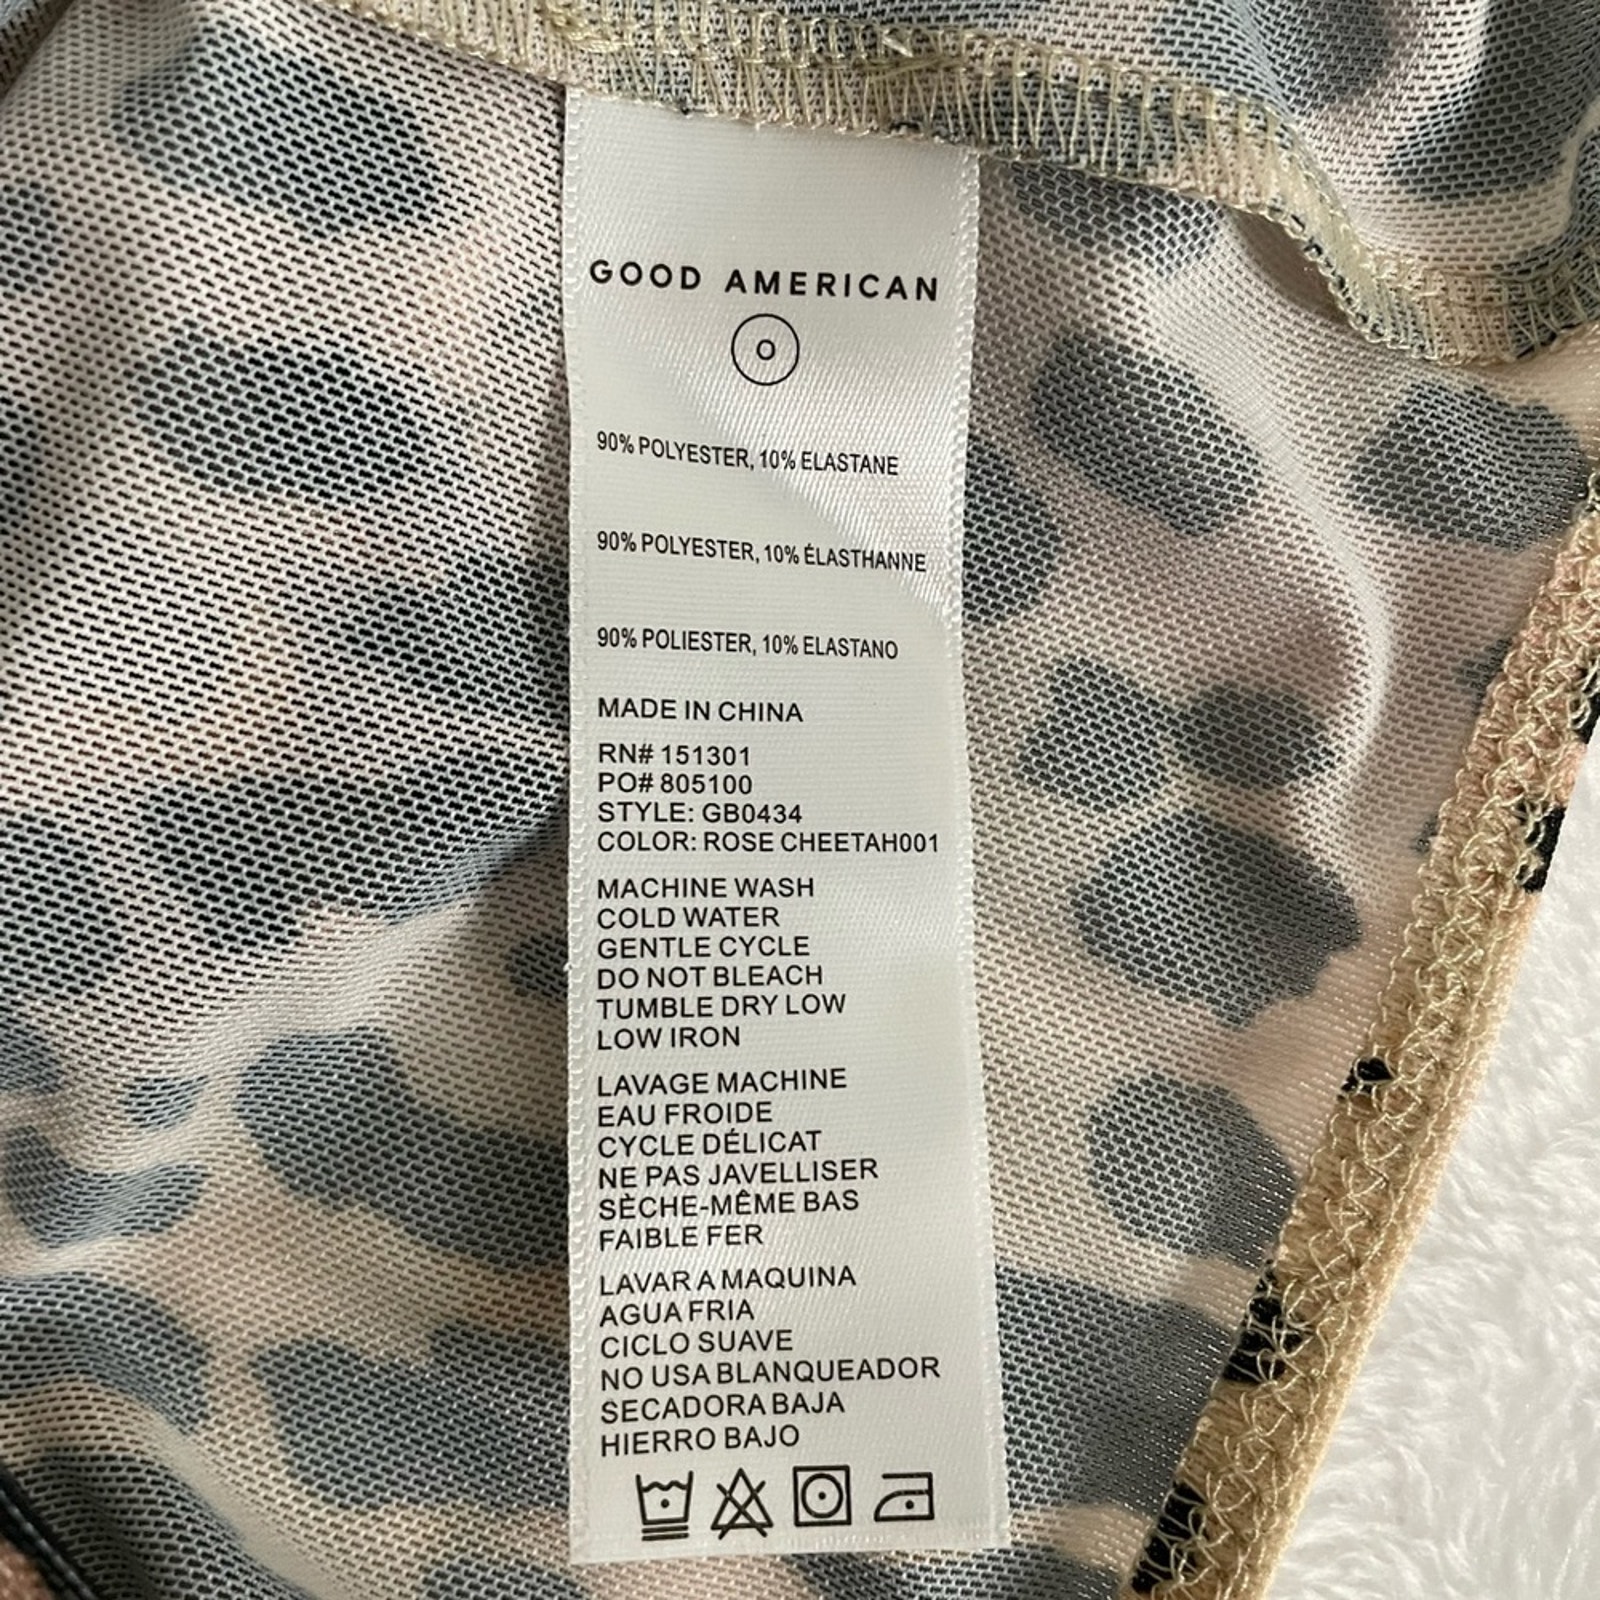 GOOD AMERICAN
0
90% POLYESTER, 10% ELASTANE
90% POLYESTER, 10% ÉLASTHANNE
90% POLIESTER, 10% ELASTANO
MADE IN CHINA
RN# 151301
PO# 805100
STYLE: GB0434
COLOR: ROSE CHEETAH001
MACHINE WASH
COLD WATER
GENTLE CYCLE
DO NOT BLEACH
TUMBLE DRY LOW
LOW IRON
LAVAGE MACHINE
EAU FROIDE
CYCLE DÉLICAT
NE PAS JAVELLISER
SÈCHE-MÊME BAS
FAIBLE FER
LAVAR A MAQUINA
AGUA FRIA
CICLO SUAVE
NO USA BLANQUEADOR
SECADORA BAJA
HIERRO BAJO